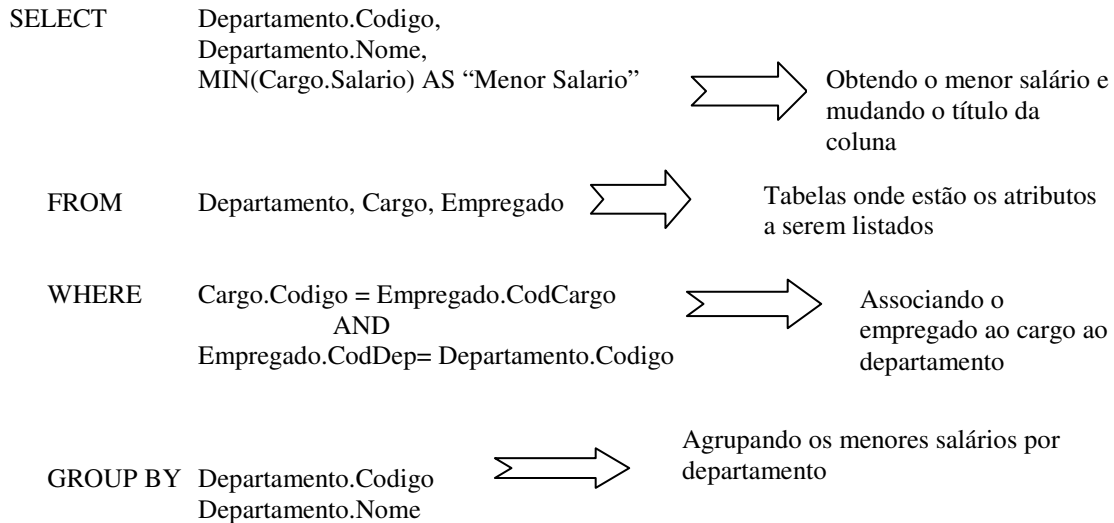 SELECT Departamento.Codigo,
Departamento.Nome,
MIN(Cargo.Salario) AS “Menor Salario”
Obtendo o menor salário e
mudando o título da
coluna
FROM Departamento, Cargo, Empregado
Tabelas onde estão os atributos
a serem listados
WHERE Cargo.Codigo = Empregado.CodCargo
AND
Empregado.CodDep= Departamento.Codigo
Associando o
empregado ao cargo ao
departamento
GROUP BY Departamento.Codigo
Departamento.Nome
Agrupando os menores salários por
departamento